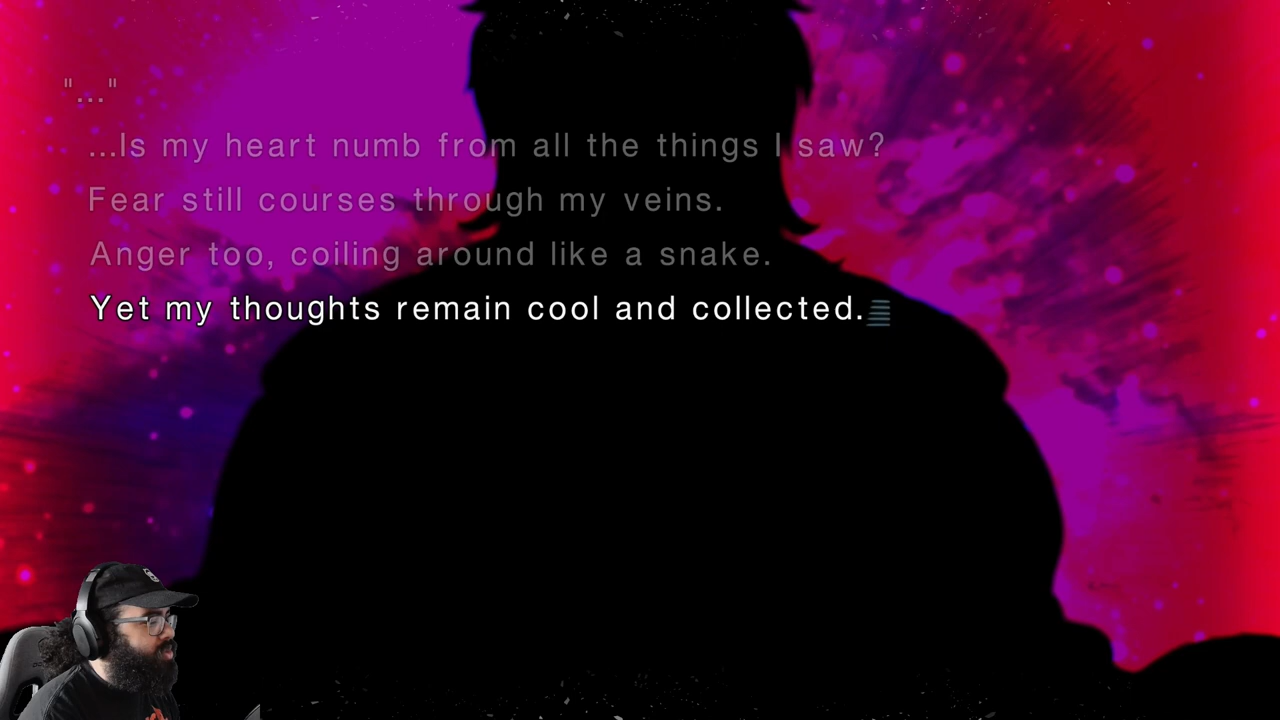 "..."
...Is my heart numb from all the things I saw?
Fear still courses through my veins.
Anger too, coiling around like a snake.
Yet my thoughts remain cool and collected.